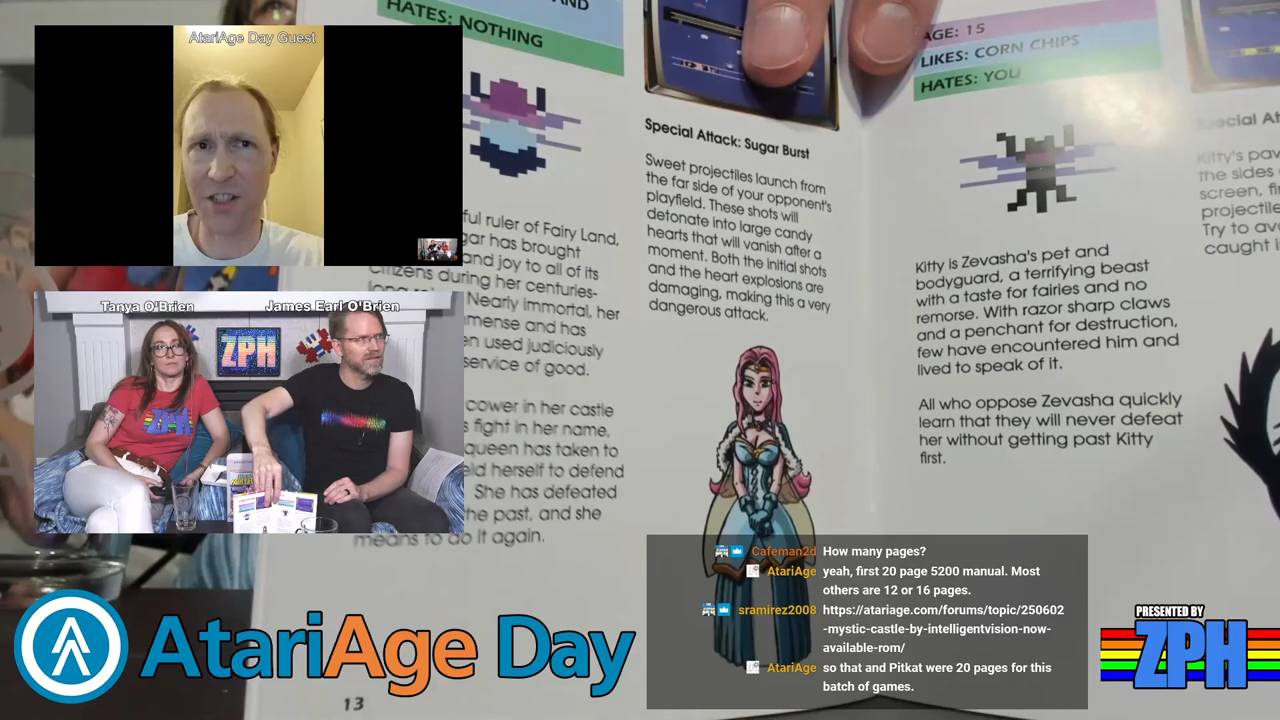 AND
HATES: NOTHING
AGE: 15
LIKES: CORN CHIPS
HATES: YOU
AtariAge Day Guest
Special Attack: Sugar Burst
Sweet projectiles launch from
the far side of your opponent's
playfield. These shots will
detonate into large candy
hearts that will vanish after a
moment. Both the initial shots
and the heart explosions are
damaging, making this a very
dangerous attack.
Kitty's
the sides
screen,
Try to
caught
ful ruler of Fairy Land,
gar has brought
and joy to all of its
citizens during her centuries-
Nearly immortal, her
mense and has
en used judiciously
service of good.
cower in her castle
s fight in her name,
queen has taken to
eld herself to defend
She has defeated
the past, and she
means to do it again.
Kitty is Zevasha's pet and
bodyguard, a terrifying beast
with a taste for fairies and no
remorse. With razor sharp claws
and a penchant for destruction,
few have encountered him and
lived to speak of it.
All who oppose Zevasha quickly
learn that they will never defeat
her without getting past Kitty
first.
Tanya O'Brien
James Earl O'Brien
ZPH
ZPH
Cafeman2d How many pages?
AtariAge yeah, first 20 page 5200 manual. Most
others are 12 or 16 pages.
sramirez2008 https://atariage.com/forums/topic/250602
-mystic-castle-by-intelligentvision-now-
available-rom/
AtariAge so that and Pitkat were 20 pages for this
batch of games.
AtariAge Day
PRESENTED BY
ZPH
13